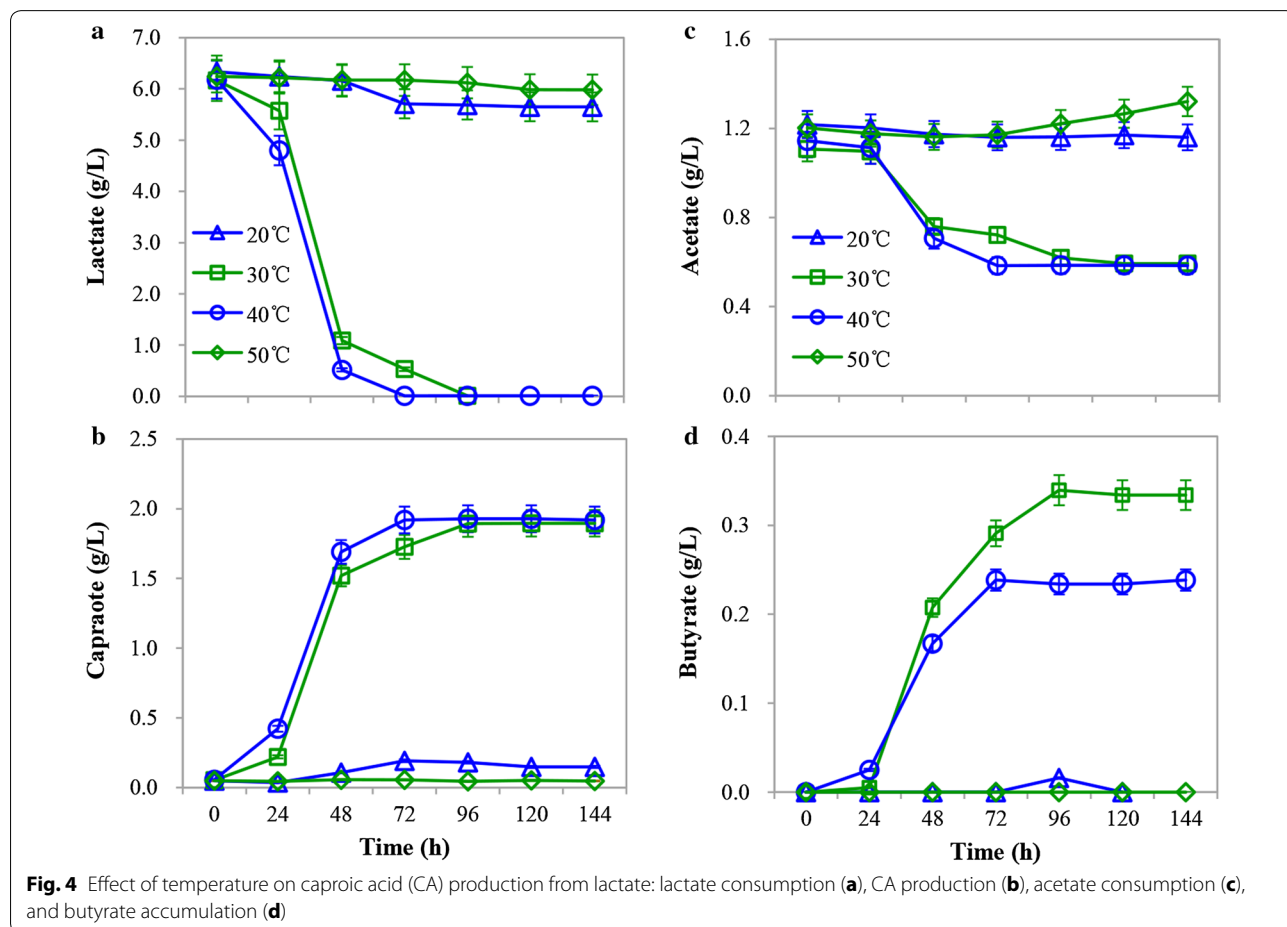 a
7.0
6.0
5.0
4.0
3.0
2.0
1.0
0.0
Lactate (g/L)
20℃
30℃
40℃
50℃
c
1.6
1.2
0.8
0.4
0.0
Acetate (g/L)
20℃
30℃
40℃
50℃
b
2.5
2.0
1.5
1.0
0.5
0.0
Capraote (g/L)
0 24 48 72 96 120 144
Time (h)
d
0.4
0.3
0.2
0.1
0.0
Butyrate (g/L)
0 24 48 72 96 120 144
Time (h)
Fig. 4 Effect of temperature on caproic acid (CA) production from lactate: lactate consumption (a), CA production (b), acetate consumption (c),
and butyrate accumulation (d)